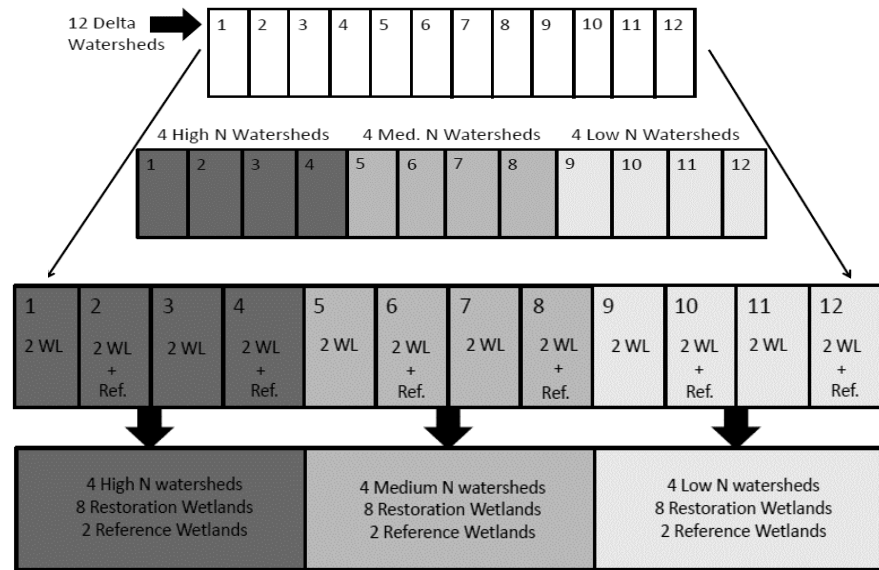 12 Delta
Watersheds
1 2 3 4 5 6 7 8 9 10 11 12
4 High N Watersheds 4 Med. N Watersheds 4 Low N Watersheds
1 2 3 4 5 6 7 8 9 10 11 12
1 2 3 4 5 6 7 8 9 10 11 12
2 WL 2 WL 2 WL 2 WL 2 WL 2 WL 2 WL 2 WL 2 WL 2 WL 2 WL 2 WL
+ + + + + +
Ref. Ref. Ref. Ref. Ref. Ref.
4 High N watersheds
8 Restoration Wetlands
2 Reference Wetlands
4 Medium N watersheds
8 Restoration Wetlands
2 Reference Wetlands
4 Low N watersheds
8 Restoration Wetlands
2 Reference Wetlands